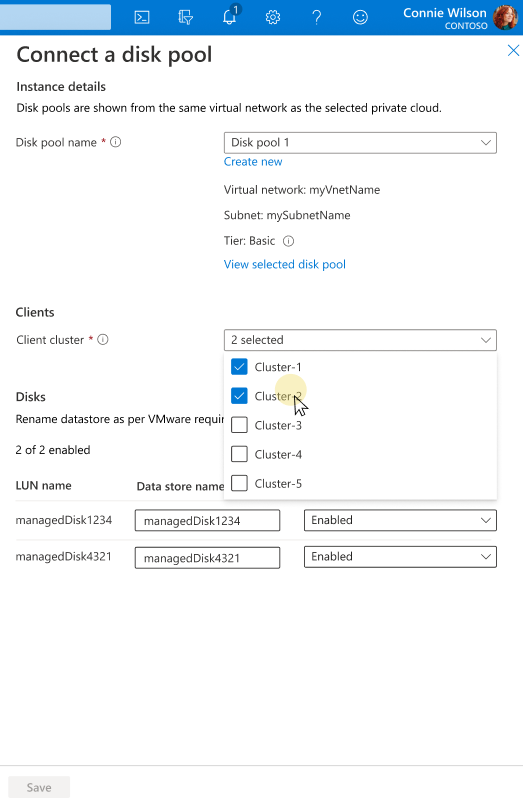 1
Connie Wilson
CONTOSO
Connect a disk pool
Instance details
Disk pools are shown from the same virtual network as the selected private cloud.
Disk pool name * Disk pool 1
Create new
Virtual network: myVnetName
Subnet: mySubnetName
Tier: Basic
View selected disk pool
Clients
Client cluster * 2 selected
Cluster-1
Cluster-2
Cluster-3
Cluster-4
Cluster-5
Disks
Rename datastore as per VMware
2 of 2 enabled
LUN name Data store name
managedDisk1234 managedDisk1234 Enabled
managedDisk4321 managedDisk4321 Enabled
Save